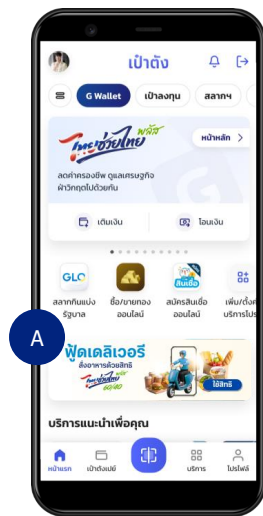 เป๋าตัง
G Wallet
เป๋าลงทุน
สลากฯ
ไทยช่วยไทย พลัส
หน้าหลัก >
ลดค่าครองชีพ ดูแลเศรษฐกิจ
ฝ่าวิกฤตไปด้วยกัน
เติมเงิน
โอนเงิน
GLO
สินเชื่อ
สลากกินแบ่ง
รัฐบาล
ซื้อ/ขายทอง
ออนไลน์
สมัครสินเชื่อ
ออนไลน์
เพิ่ม/ตั้งค
บริการโปร
A
ฟู้ดเดลิเวอรี
สั่งอาหารด้วยสิทธิ
ไทยช่วยไทย พลัส
60/40
ใช้สิทธิ
บริการแนะนำเพื่อคุณ
หน้าแรก
เป๋าตังเปย์
บริการ
โปรไฟล์